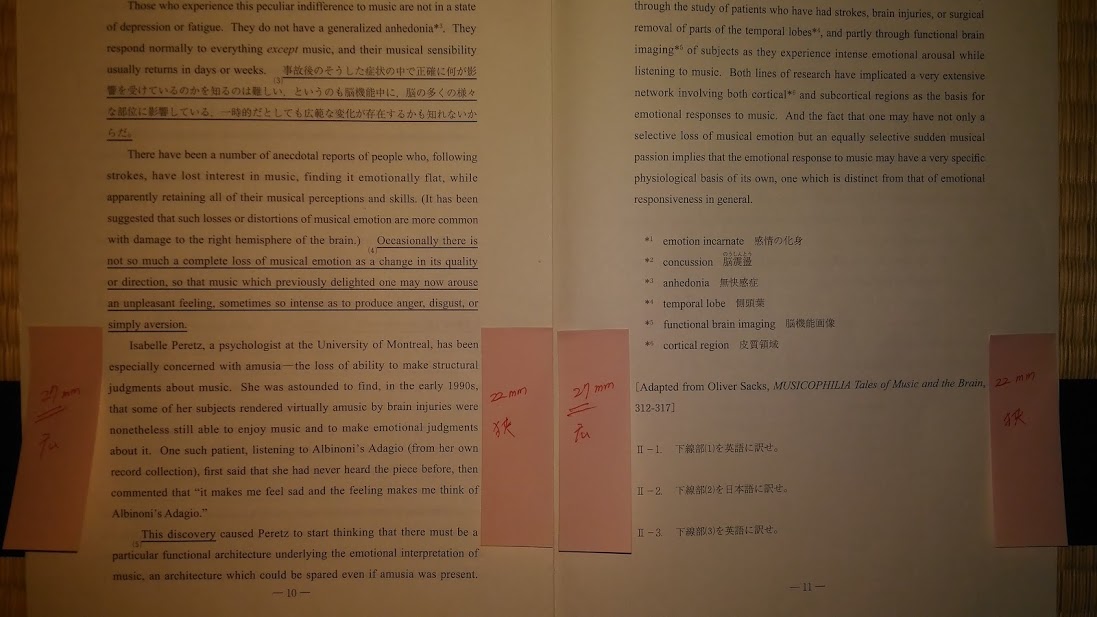 Those who experience this peculiar indifference to music are not in a state
of depression or fatigue. They do not have a generalized anhedonia*³. They
respond normally to everything except music, and their musical sensibility
usually returns in days or weeks. (3)事故後のそうした症状の中で正確に何が影
響を受けているのかを知るのは難しい、というのも脳機能中に、脳の多くの様々
な部位に影響している、一時的だとしても広範な変化が存在するかも知れないか
らだ。
There have been a number of anecdotal reports of people who, following
strokes, have lost interest in music, finding it emotionally flat, while
apparently retaining all of their musical perceptions and skills. (It has been
suggested that such losses or distortions of musical emotion are more common
with damage to the right hemisphere of the brain.) (4)Occasionally there is
not so much a complete loss of musical emotion as a change in its quality
or direction, so that music which previously delighted one may now arouse
an unpleasant feeling, sometimes so intense as to produce anger, disgust, or
simply aversion.
Isabelle Peretz, a psychologist at the University of Montreal, has been
especially concerned with amusia—the loss of ability to make structural
judgments about music. She was astounded to find, in the early 1990s,
that some of her subjects rendered virtually amusic by brain injuries were
nonetheless still able to enjoy music and to make emotional judgments
about it. One such patient, listening to Albinoni's Adagio (from her own
record collection), first said that she had never heard the piece before, then
commented that “it makes me feel sad and the feeling makes me think of
Albinoni's Adagio.”
(5)This discovery caused Peretz to start thinking that there must be a
particular functional architecture underlying the emotional interpretation of
music, an architecture which could be spared even if amusia was present.
— 10 —
27 mm
広
22 mm
狭
through the study of patients who have had strokes, brain injuries, or surgical
removal of parts of the temporal lobes*⁴, and partly through functional brain
imaging*⁵ of subjects as they experience intense emotional arousal while
listening to music. Both lines of research have implicated a very extensive
network involving both cortical*⁶ and subcortical regions as the basis for
emotional responses to music. And the fact that one may have not only a
selective loss of musical emotion but an equally selective sudden musical
passion implies that the emotional response to music may have a very specific
physiological basis of its own, one which is distinct from that of emotional
responsiveness in general.
*1 emotion incarnate 感情の化身
のうしんとう
*2 concussion 脳震盪
*3 anhedonia 無快感症
*4 temporal lobe 側頭葉
*5 functional brain imaging 脳機能画像
*6 cortical region 皮質領域
[Adapted from Oliver Sacks, MUSICOPHILIA Tales of Music and the Brain,
312-317]
Ⅱ－1. 下線部(1)を英語に訳せ。
Ⅱ－2. 下線部(2)を日本語に訳せ。
Ⅱ－3. 下線部(3)を英語に訳せ。
— 11 —
27 mm
広
22 mm
狭